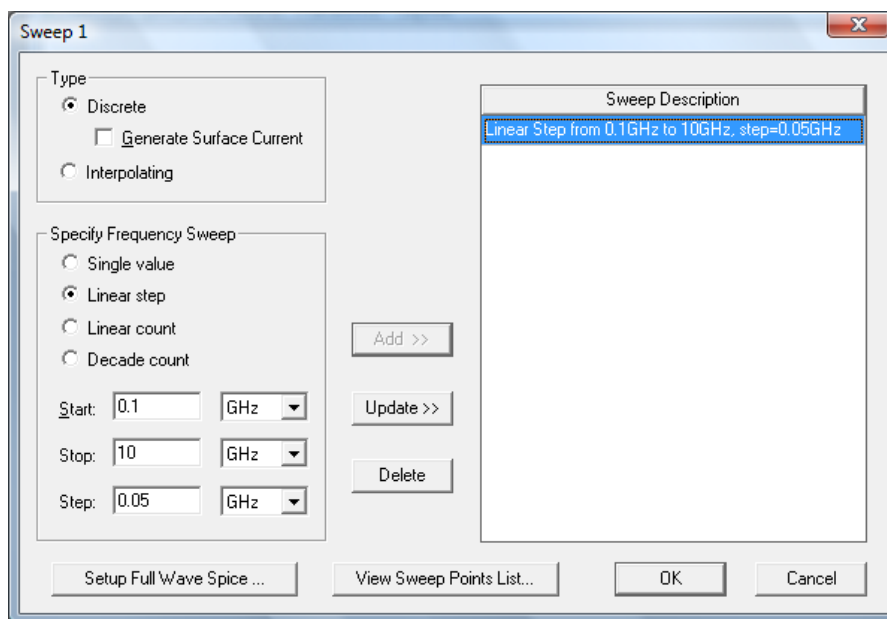 Sweep 1
Type
Discrete
Generate Surface Current
Interpolating
Specify Frequency Sweep
Single value
Linear step
Linear count
Decade count
Start: 0.1 GHz
Stop: 10 GHz
Step: 0.05 GHz
Add >>
Update >>
Delete
Sweep Description
Linear Step from 0.1GHz to 10GHz, step=0.05GHz
Setup Full Wave Spice ...
View Sweep Points List...
OK
Cancel